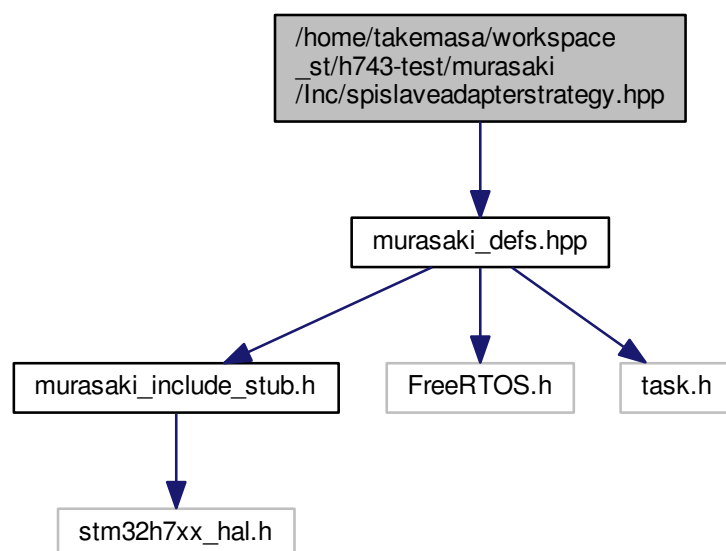 /home/takemasa/workspace
_st/h743-test/murasaki
/Inc/spislaveadapterstrategy.hpp
murasaki_defs.hpp
murasaki_include_stub.h
FreeRTOS.h
task.h
stm32h7xx_hal.h